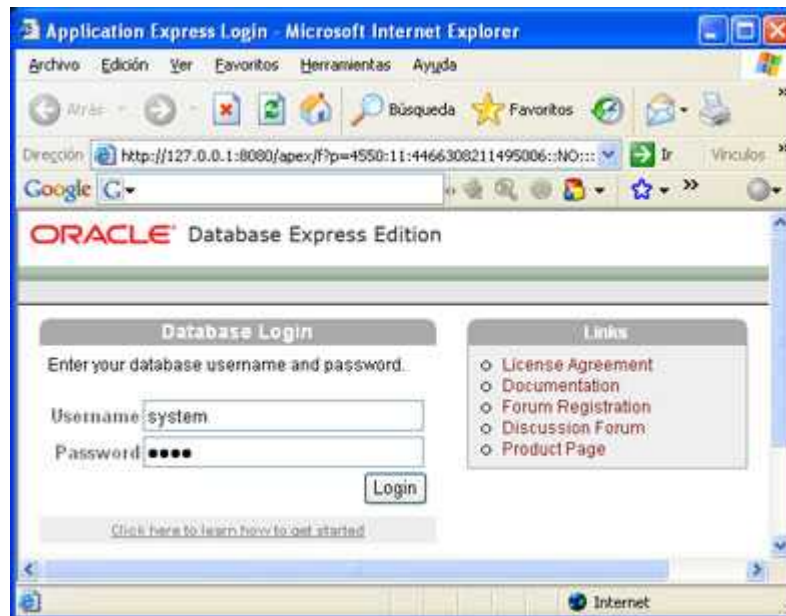 Application Express Login - Microsoft Internet Explorer
Archivo Edición Ver Favoritos Herramientas Ayuda
Atrás Búsqueda Favoritos
Dirección http://127.0.0.1:8080/apex/f?p=4550:11:4466308211495006::NO::: Ir Vínculos »
Google G »
ORACLE Database Express Edition
Database Login
Enter your database username and password.
Username system
Password ••••
Login
Click here to learn how to get started
Links
License Agreement
Documentation
Forum Registration
Discussion Forum
Product Page
Internet